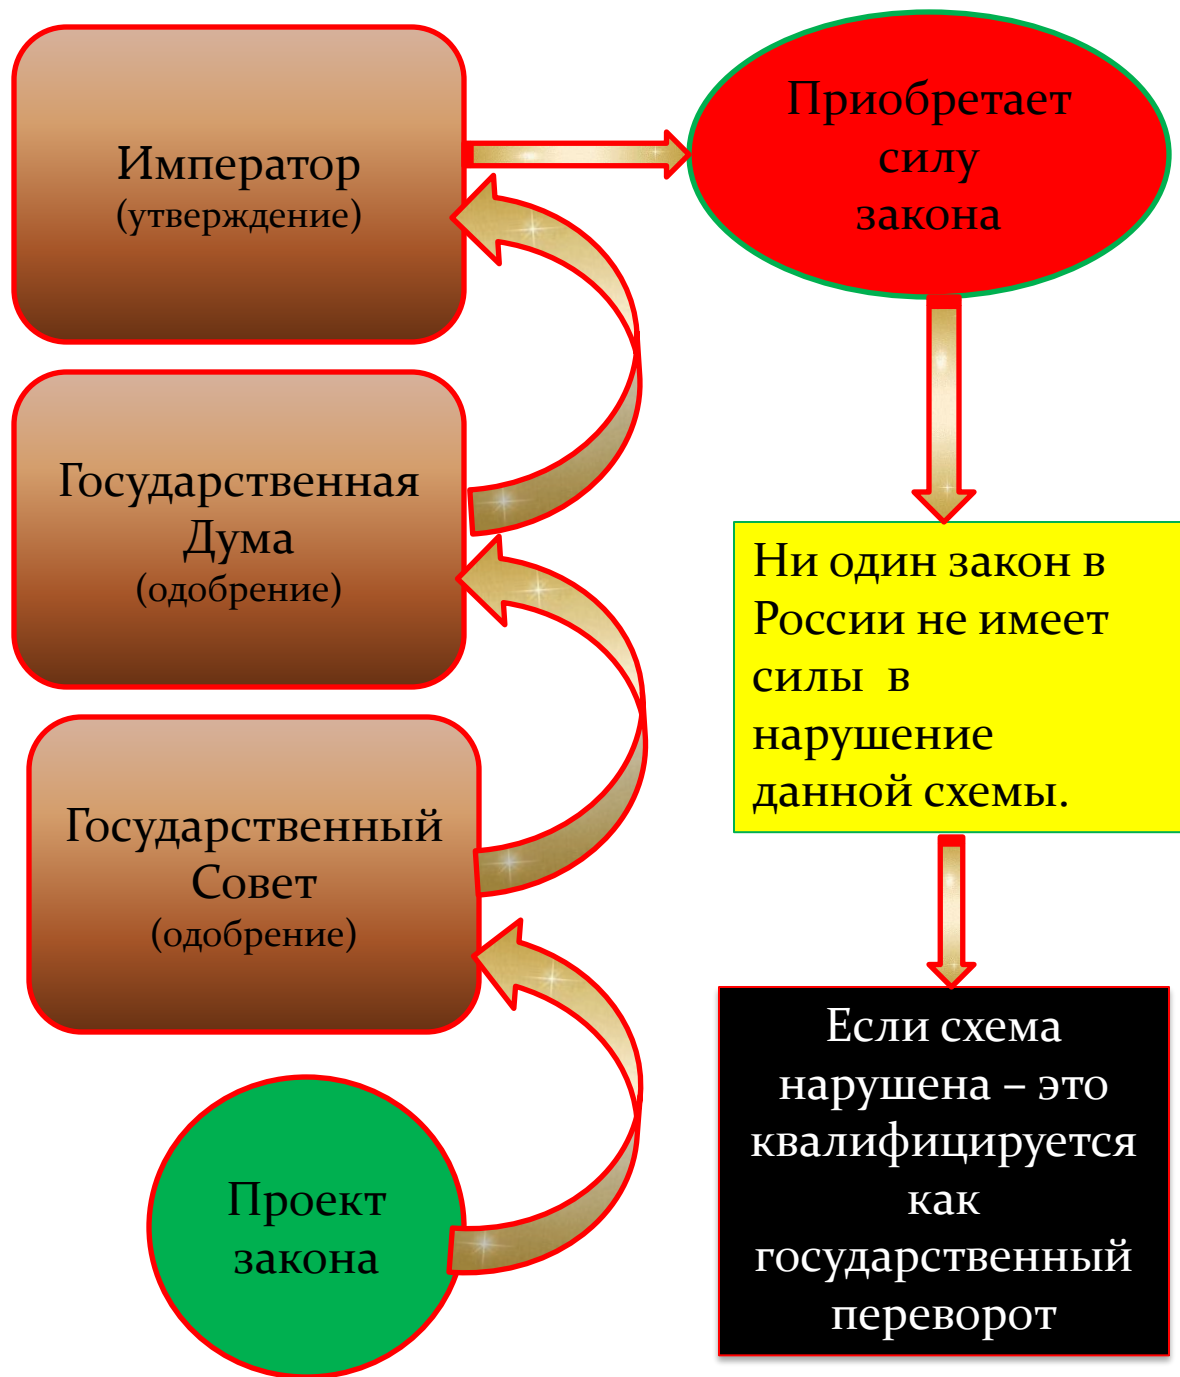 Император
(утверждение)
Приобретает
силу
закона
Государственная
Дума
(одобрение)
Ни один закон в
России не имеет
силы в
нарушение
данной схемы.
Государственный
Совет
(одобрение)
Если схема
нарушена – это
квалифицируется
как
государственный
переворот
Проект
закона